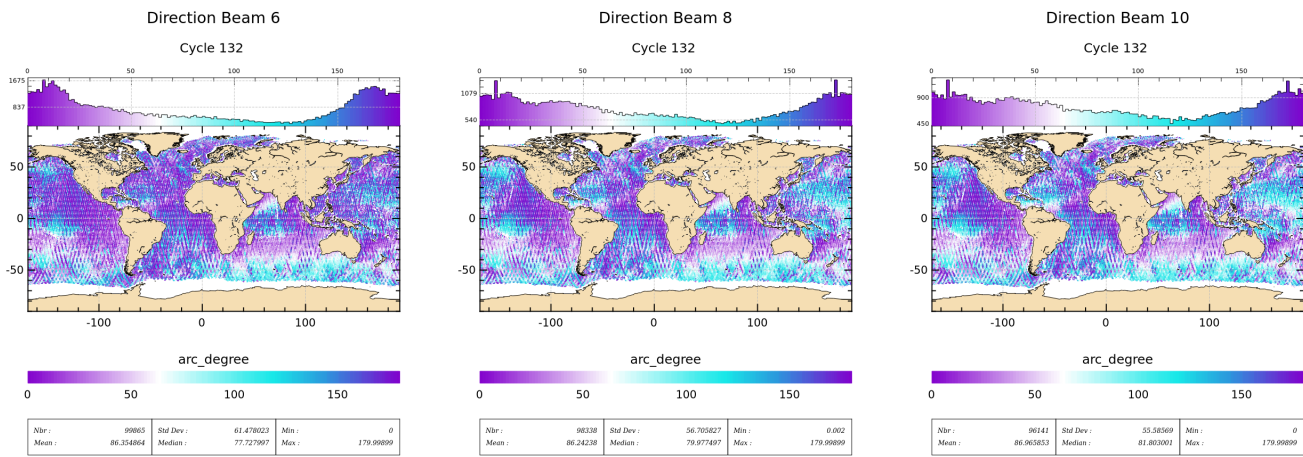 Direction Beam 6
Cycle 132
0 50 100 150
1675
837
50
0
-50
-100 0 100
arc_degree
0 50 100 150
Nbr : 99865 Std Dev : 61.478023 Min : 0
Mean : 86.354864 Median : 77.727997 Max : 179.99899
Direction Beam 8
Cycle 132
0 50 100 150
1079
540
50
0
-50
-100 0 100
arc_degree
0 50 100 150
Nbr : 98338 Std Dev : 56.705827 Min : 0.002
Mean : 86.24238 Median : 79.977497 Max : 179.99899
Direction Beam 10
Cycle 132
0 50 100 150
900
450
50
0
-50
-100 0 100
arc_degree
0 50 100 150
Nbr : 96141 Std Dev : 55.58569 Min : 0
Mean : 86.965853 Median : 81.803001 Max : 179.99899